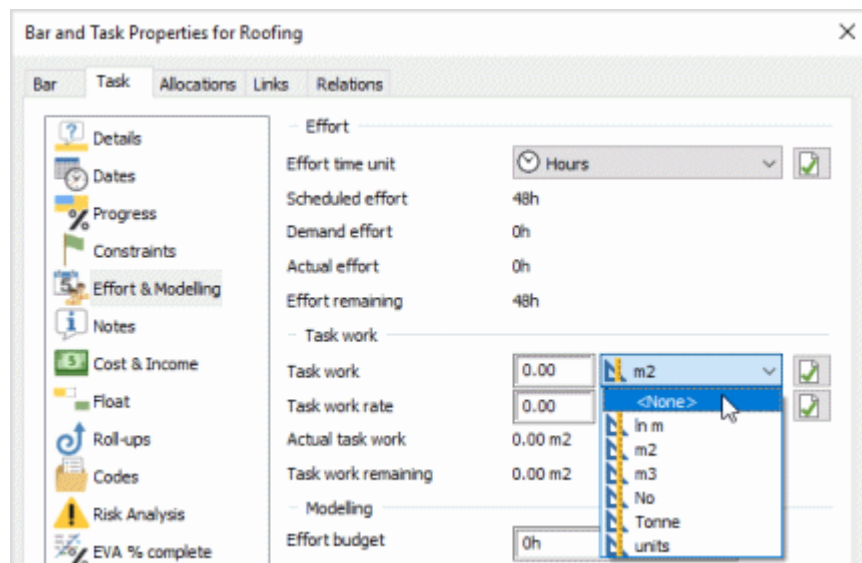 Bar and Task Properties for Roofing
Bar Task Allocations Links Relations
Details
Dates
Progress
Constraints
Effort & Modelling
Notes
Cost & Income
Float
Roll-ups
Codes
Risk Analysis
EVA % complete
Effort
Effort time unit Hours
Scheduled effort 48h
Demand effort 0h
Actual effort 0h
Effort remaining 48h
Task work
Task work 0.00 m2
Task work rate 0.00
Actual task work 0.00 m2
Task work remaining 0.00 m2
Modelling
Effort budget 0h
<None>
ln m
m2
m3
No
Tonne
units